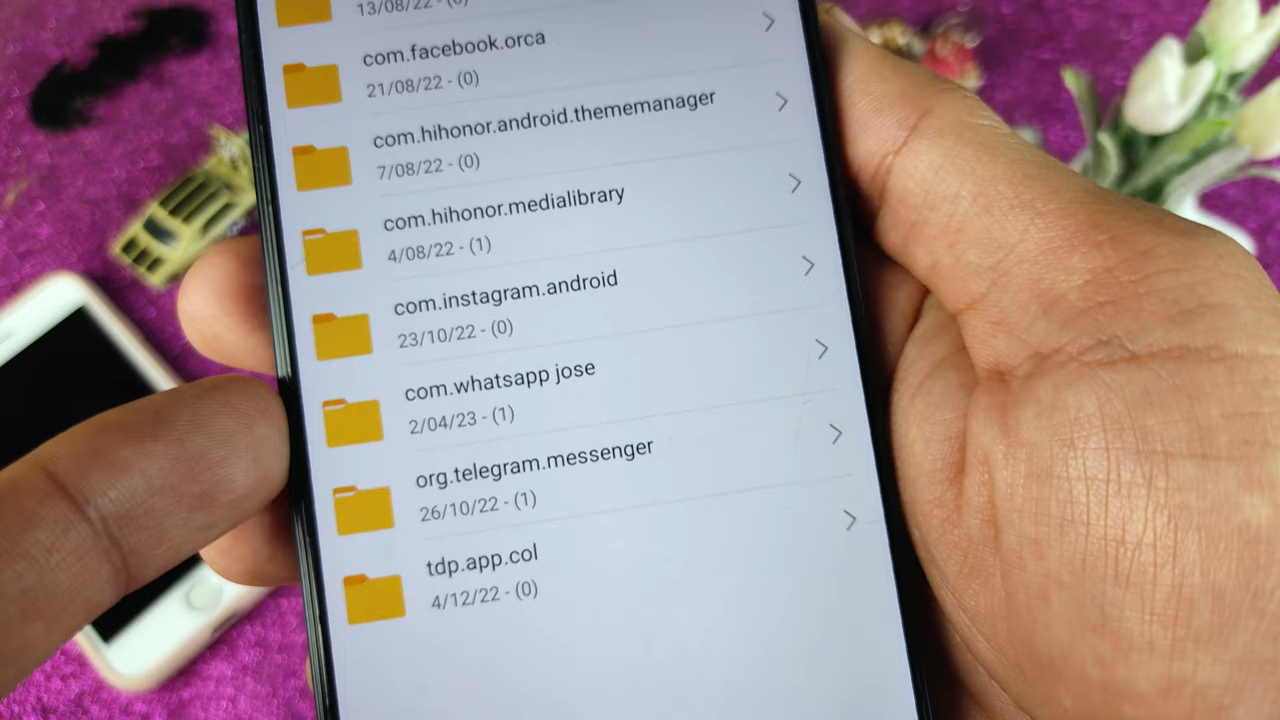 13/08/22 - (0)
com.facebook.orca
21/08/22 - (0)
com.hihonor.android.thememanager
7/08/22 - (0)
com.hihonor.medialibrary
4/08/22 - (1)
com.instagram.android
23/10/22 - (0)
com.whatsapp jose
2/04/23 - (1)
org.telegram.messenger
26/10/22 - (1)
tdp.app.col
4/12/22 - (0)